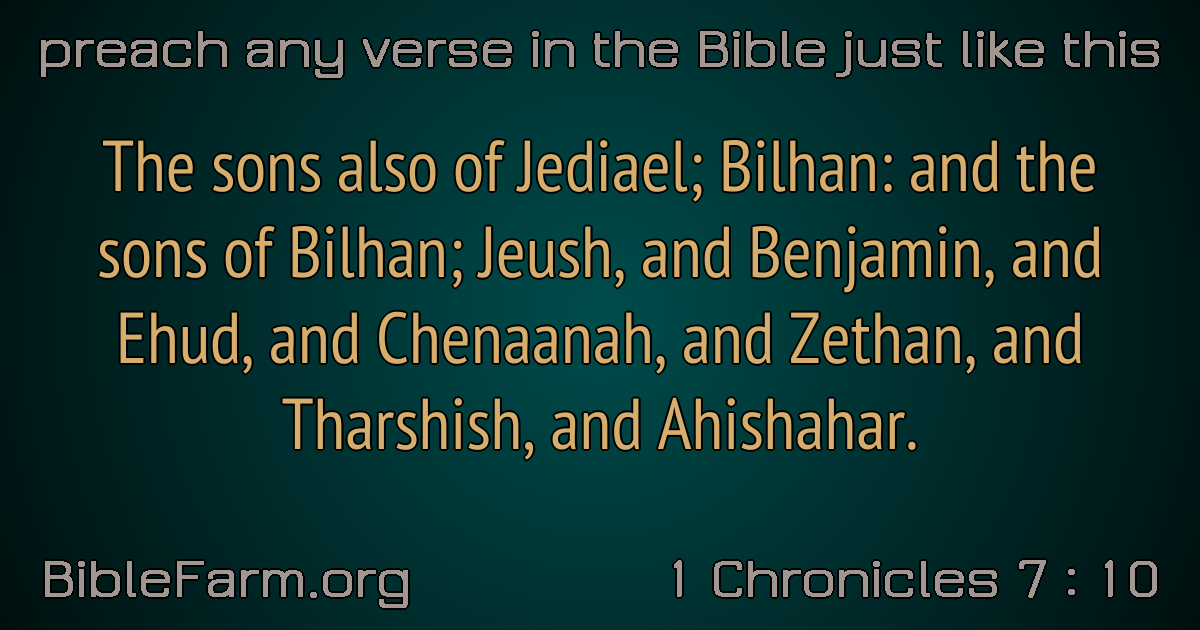 preach any verse in the Bible just like this
The sons also of Jediael; Bilhan: and the
sons of Bilhan; Jeush, and Benjamin, and
Ehud, and Chenaanah, and Zethan, and
Tharshish, and Ahishahar.
BibleFarm.org
1 Chronicles 7 : 10